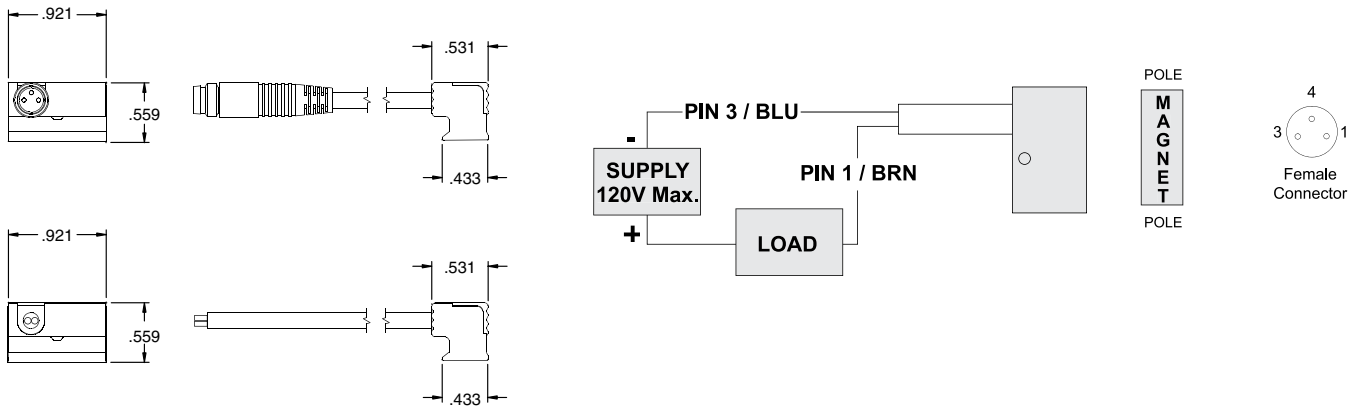 .921
.559
.531
.433
PIN 3 / BLU
-
SUPPLY
120V Max.
+
PIN 1 / BRN
LOAD
POLE
MAGNET
POLE
4
3
1
Female
Connector
.921
.559
.531
.433